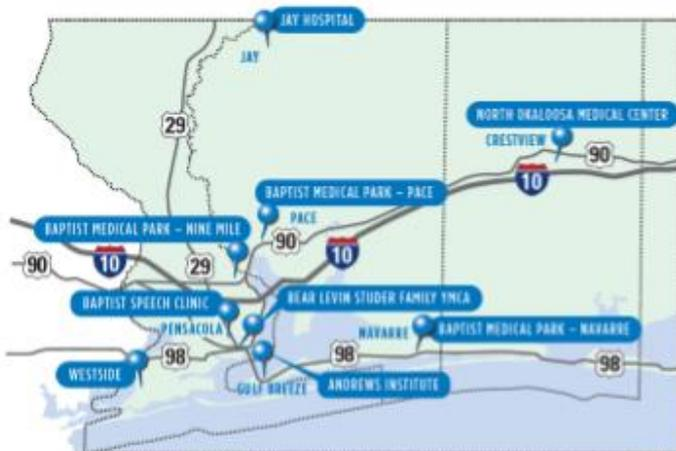 JAY HOSPITAL
JAY
29
NORTH OKALOOSA MEDICAL CENTER
CRESTVIEW
90
10
BAPTIST MEDICAL PARK – PACE
PACE
BAPTIST MEDICAL PARK – NINE MILE
90
10
90
10
29
BAPTIST SPEECH CLINIC
BEAR LEVIN STUDER FAMILY YMCA
PENSACOLA
NAVARRE
BAPTIST MEDICAL PARK – NAVARRE
WESTSIDE
98
98
98
GULF BREEZE
ANDREWS INSTITUTE